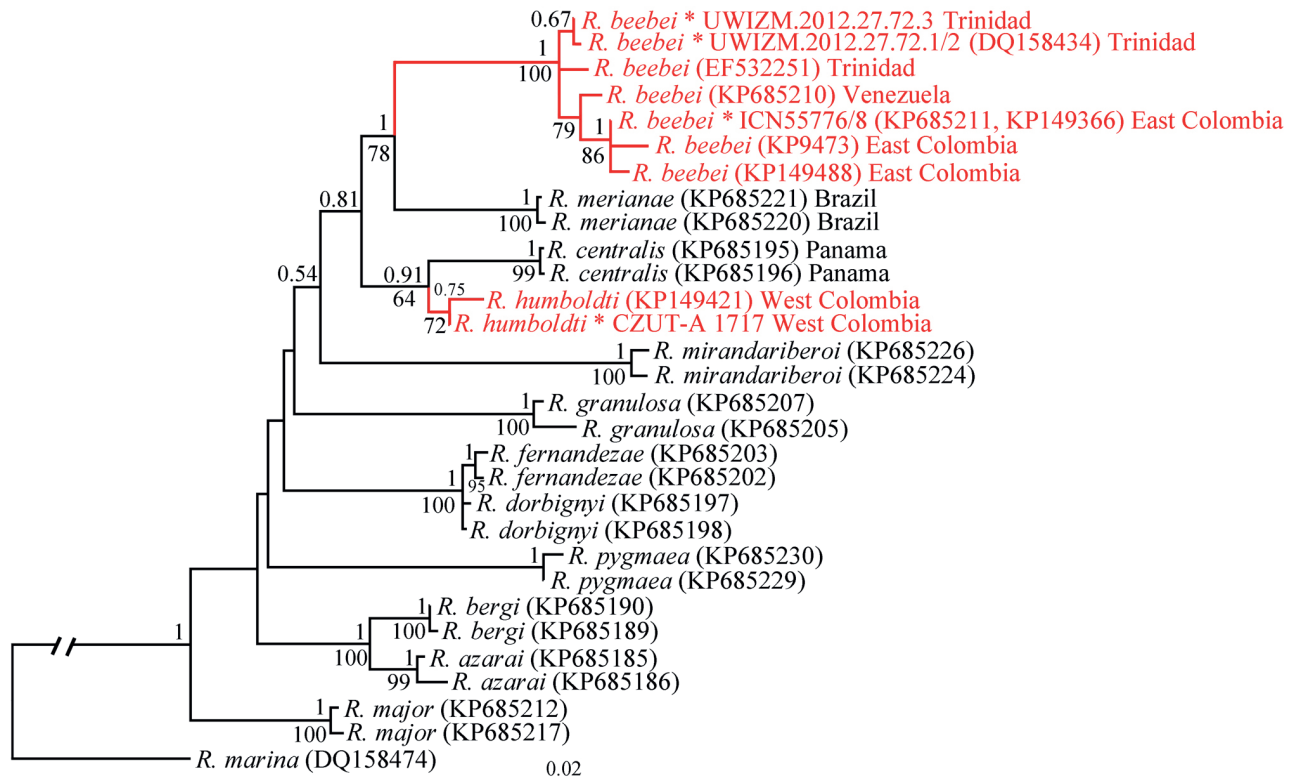 0.67 R. beebei * UWIZM.2012.27.72.3 Trinidad
R. beebei * UWIZM.2012.27.72.1/2 (DQ158434) Trinidad
1
100 R. beebei (EF532251) Trinidad
R. beebei (KP685210) Venezuela
79 1 R. beebei * ICN55776/8 (KP685211, KP149366) East Colombia
1 R. beebei (KP9473) East Colombia
78 86
R. beebei (KP149488) East Colombia
0.81 1 R. merianae (KP685221) Brazil
100 R. merianae (KP685220) Brazil
1 R. centralis (KP685195) Panama
0.54 0.91 99 R. centralis (KP685196) Panama
64 0.75 R. humboldti (KP149421) West Colombia
72 R. humboldti * CZUT-A 1717 West Colombia
1 R. mirandariberoi (KP685226)
100 R. mirandariberoi (KP685224)
1 R. granulosa (KP685207)
100 R. granulosa (KP685205)
1 R. fernandezae (KP685203)
1 95 R. fernandezae (KP685202)
100 R. dorbignyi (KP685197)
R. dorbignyi (KP685198)
1 R. pygmaea (KP685230)
R. pygmaea (KP685229)
1 R. bergi (KP685190)
1 100 R. bergi (KP685189)
1 100 1 R. azarai (KP685185)
99 R. azarai (KP685186)
1 R. major (KP685212)
100 R. major (KP685217)
R. marina (DQ158474)
0.02